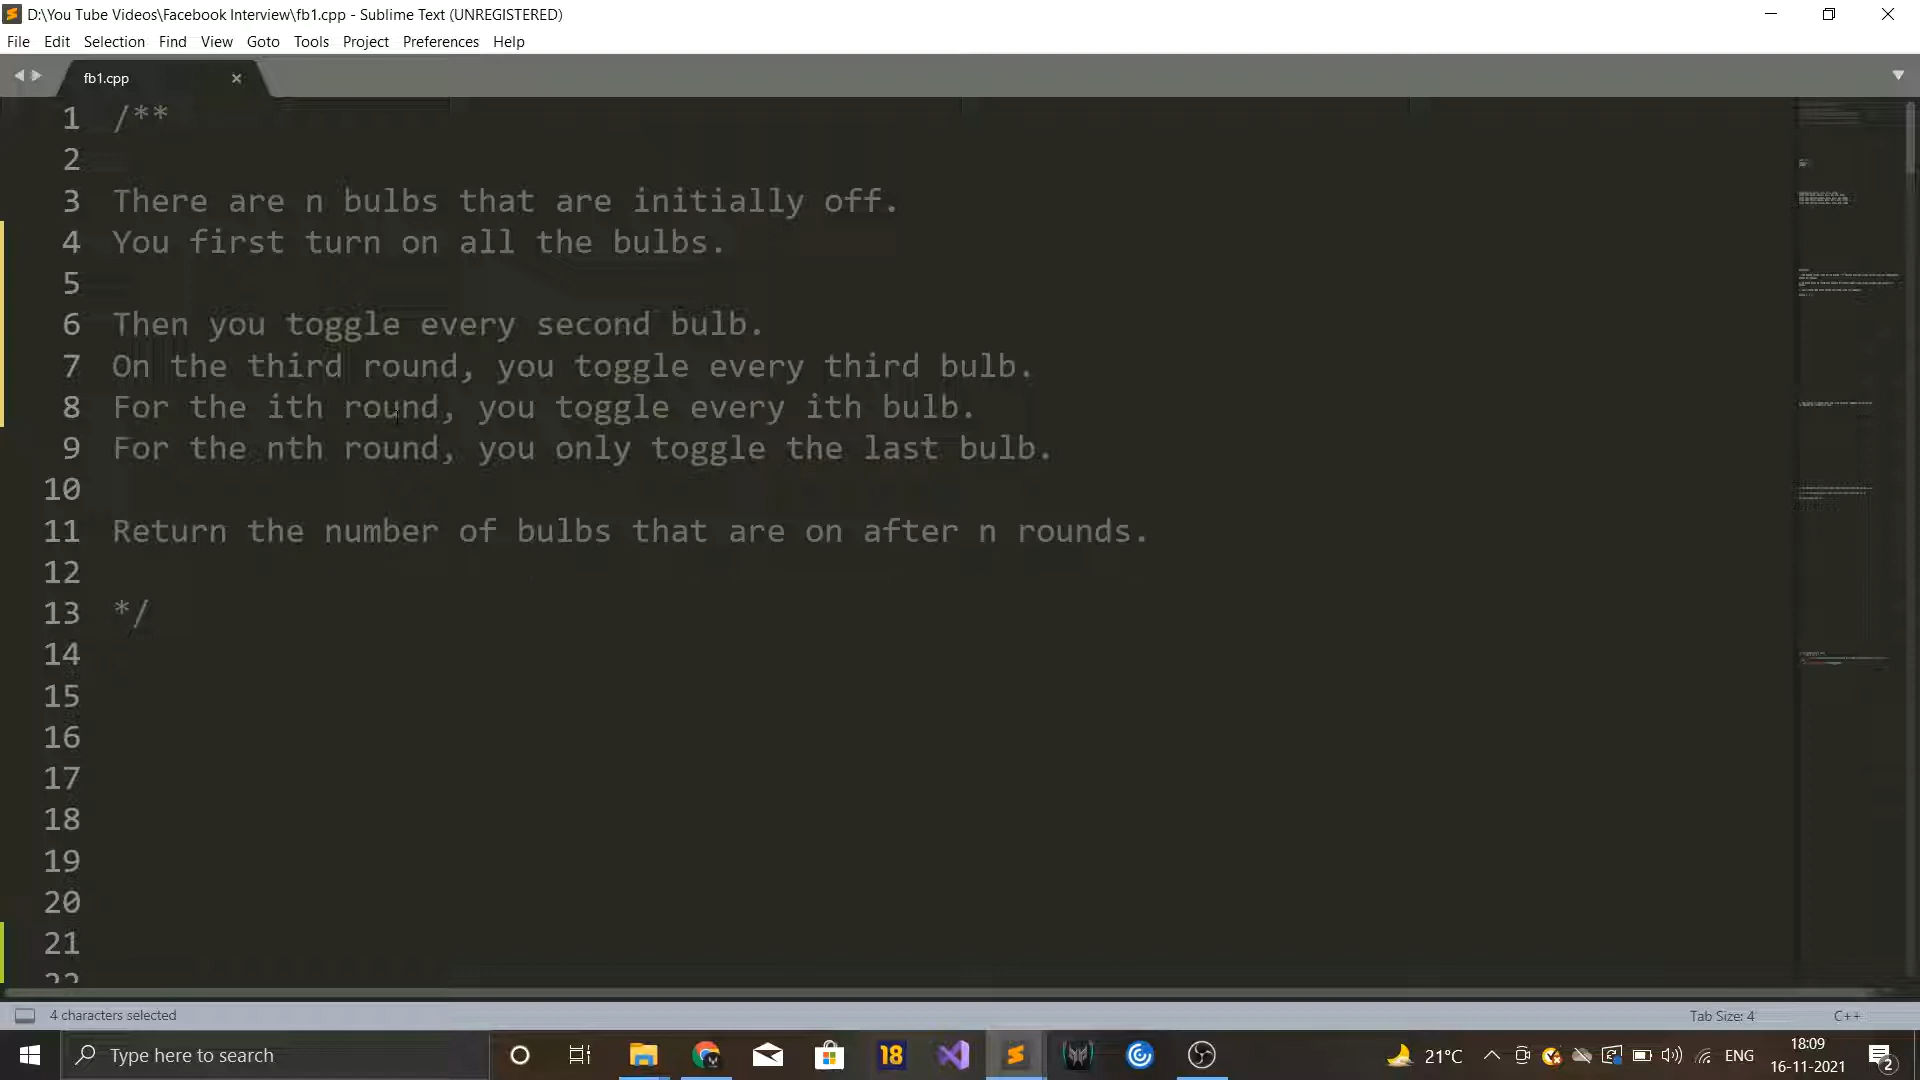 D:\You Tube Videos\Facebook Interview\fb1.cpp - Sublime Text (UNREGISTERED)
File Edit Selection Find View Goto Tools Project Preferences Help
fb1.cpp
1 /**
2
3 There are n bulbs that are initially off.
4 You first turn on all the bulbs.
5
6 Then you toggle every second bulb.
7 On the third round, you toggle every third bulb.
8 For the ith round, you toggle every ith bulb.
9 For the nth round, you only toggle the last bulb.
10
11 Return the number of bulbs that are on after n rounds.
12
13 */
14
15
16
17
18
19
20
21
22
4 characters selected Tab Size: 4 C++
Type here to search 18 21°C ENG 18:09
16-11-2021 2